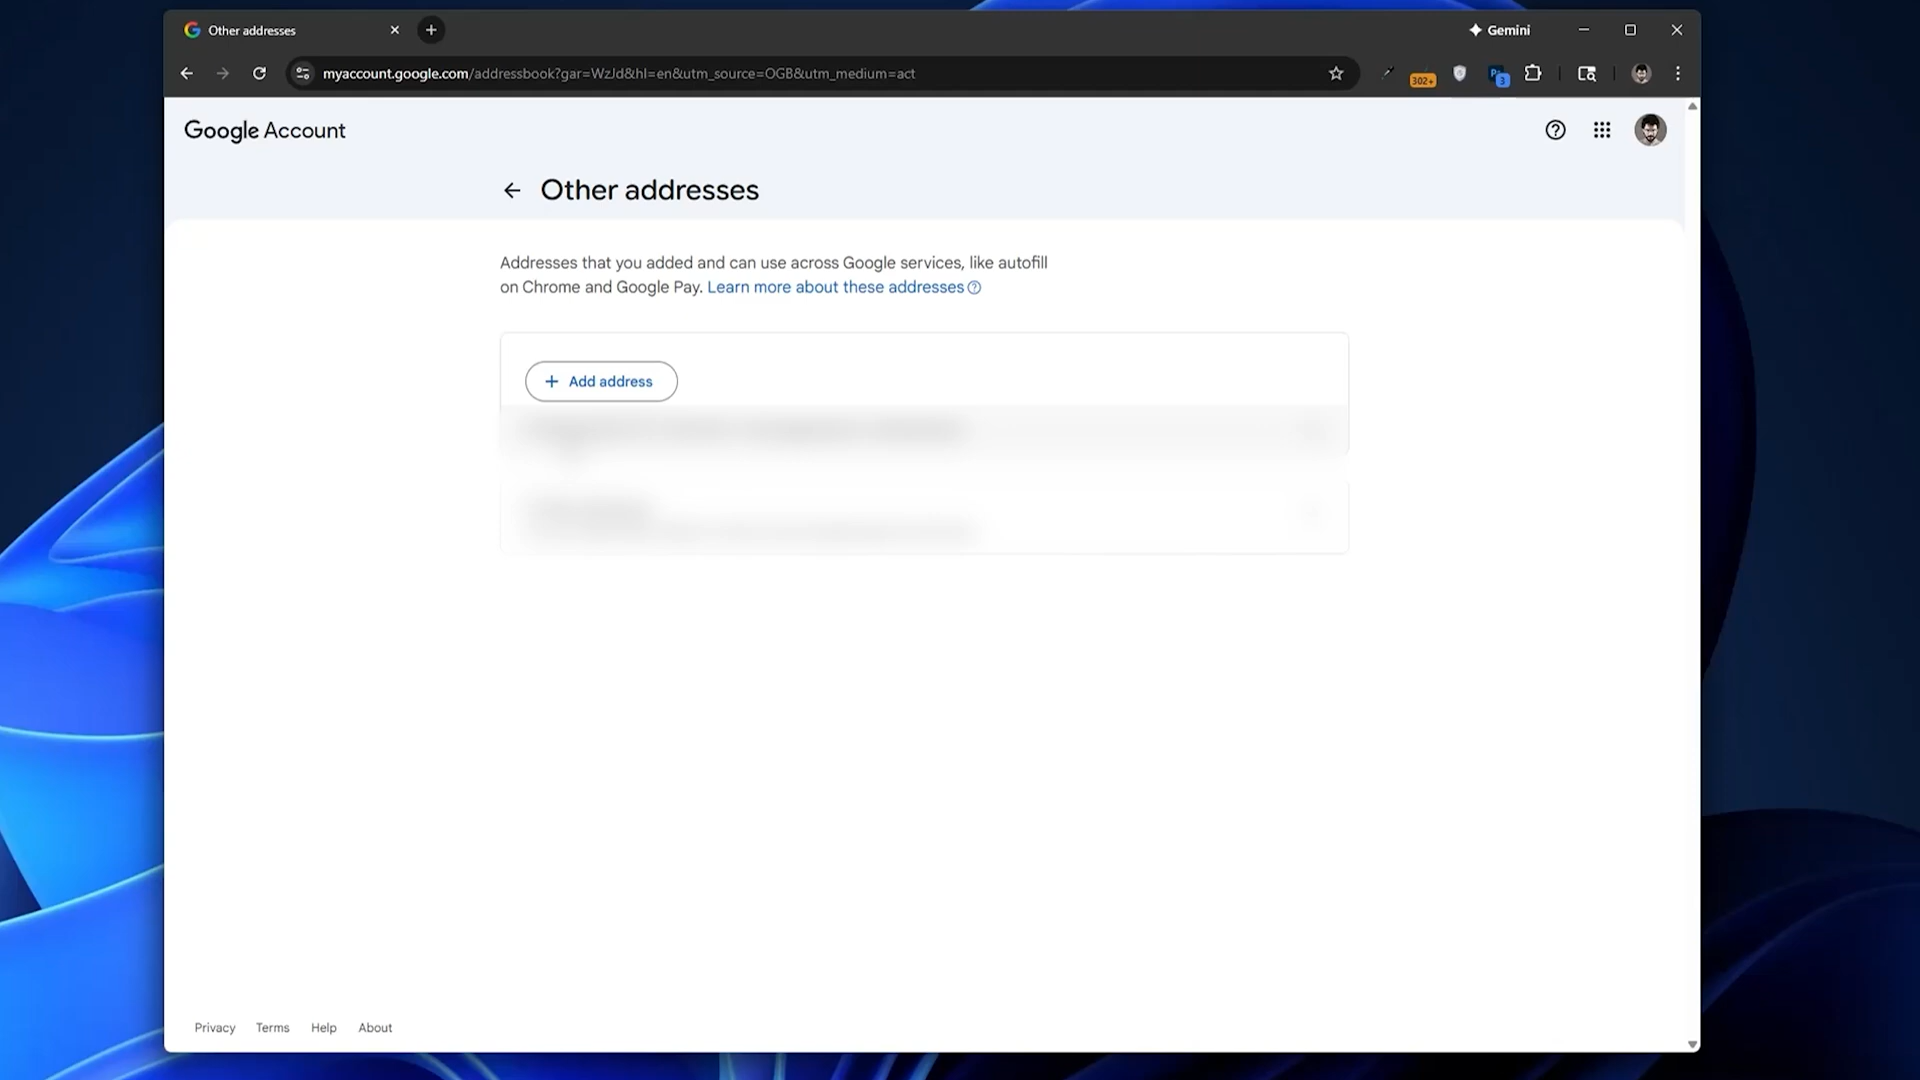 Other addresses
Gemini
myaccount.google.com/addressbook?gar=WzJd&hl=en&utm_source=OGB&utm_medium=act
302+
3
Google Account
Other addresses
Addresses that you added and can use across Google services, like autofill
on Chrome and Google Pay. Learn more about these addresses
Add address
Privacy Terms Help About